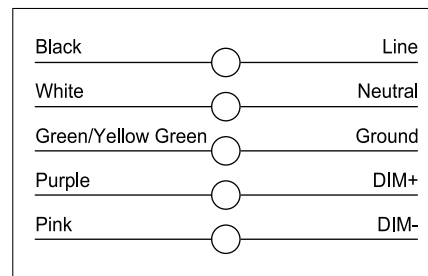 Black Line
White Neutral
Green/Yellow Green Ground
Purple DIM+
Pink DIM-